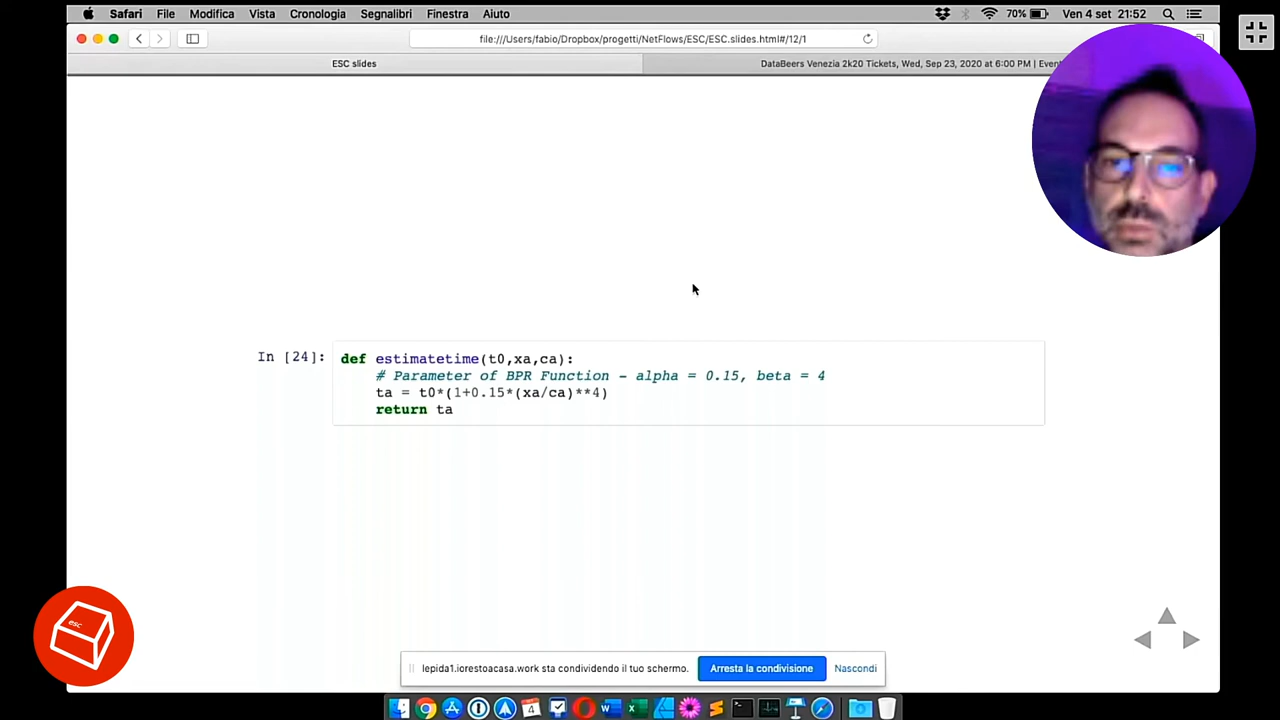 Safari File Modifica Vista Cronologia Segnalibri Finestra Aiuto 70% Ven 4 set 21:52
file:///Users/fabio/Dropbox/progetti/NetFlows/ESC/ESC.slides.html#/12/1
ESC slides
DataBeers Venezia 2k20 Tickets, Wed, Sep 23, 2020 at 6:00 PM | Event
In [24]: def estimatetime(t0,xa,ca):
# Parameter of BPR Function - alpha = 0.15, beta = 4
ta = t0*(1+0.15*(xa/ca)**4)
return ta
esc
lepida1.iorestoacasa.work sta condividendo il tuo schermo. Arresta la condivisione Nascondi
4